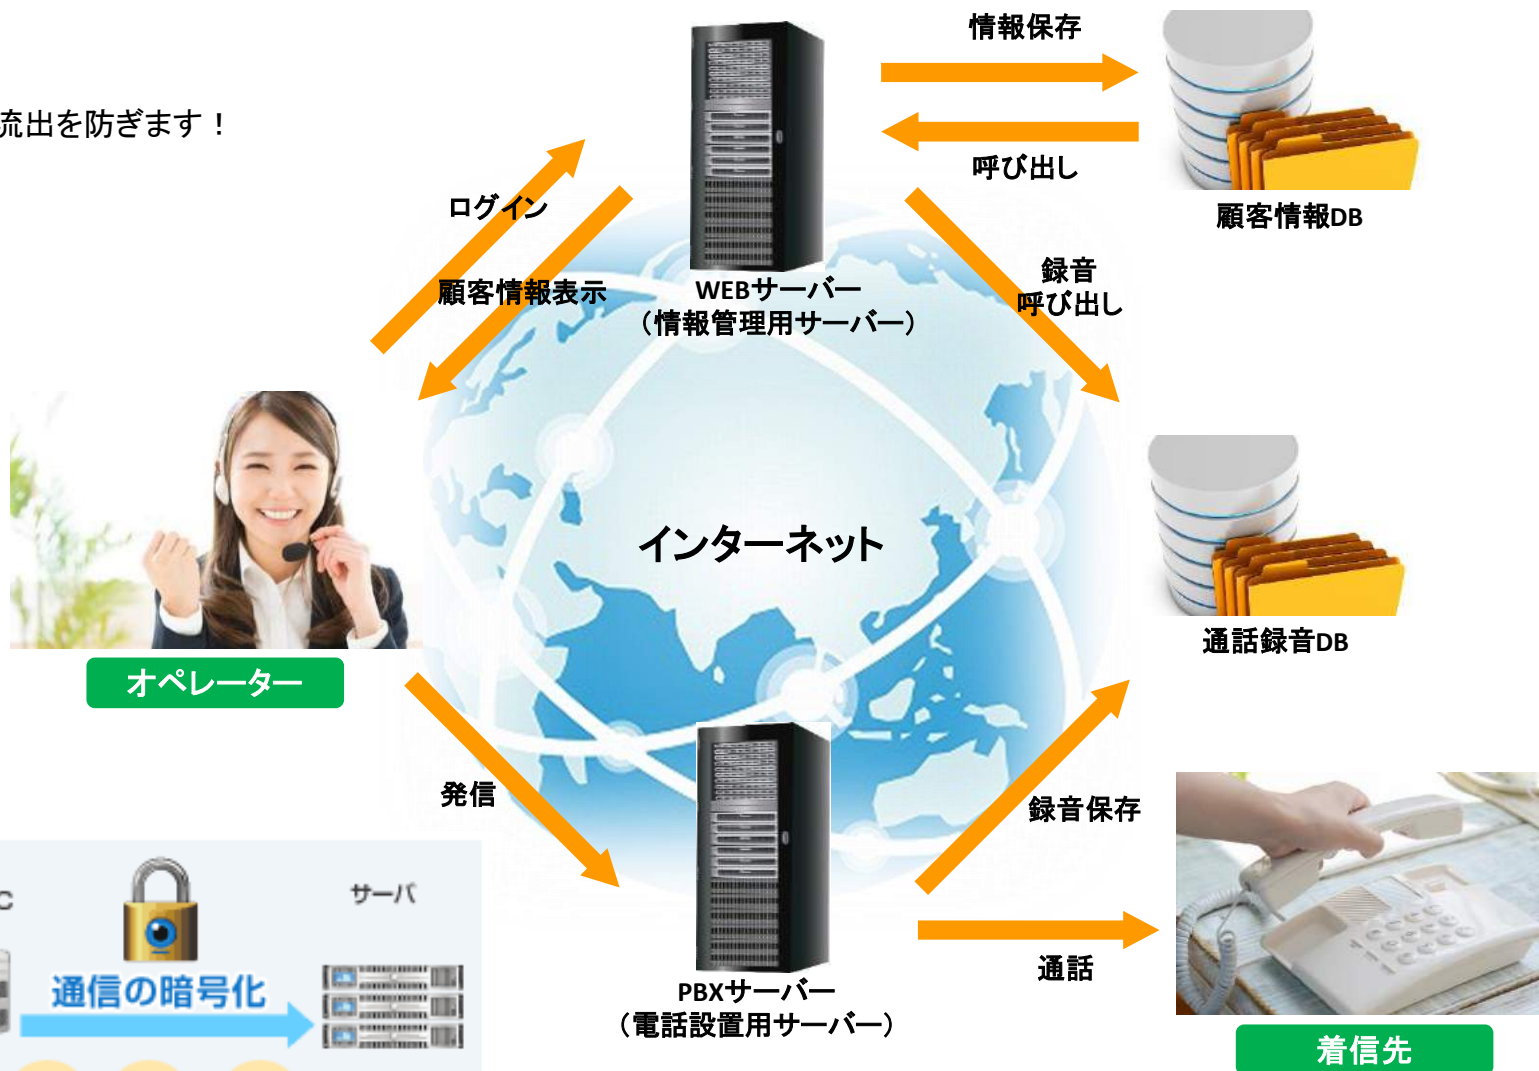 情報保存
流出を防ぎます！
呼び出し
ログイン
顧客情報DB
録音
呼び出し
顧客情報表示
WEBサーバー
（情報管理用サーバー）
インターネット
通話録音DB
オペレーター
発信
録音保存
C
サーバ
通信の暗号化
通話
PBXサーバー
（電話設置用サーバー）
着信先